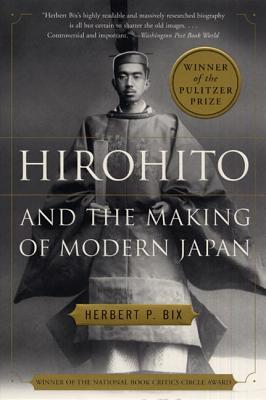 "Herbert Bix's highly readable and massively researched biography
is all but certain to shatter the old images. . . .
Controversial and important." —Washington Post Book World
WINNER
of the
PULITZER
PRIZE
HIROHITO
AND THE MAKING
OF MODERN JAPAN
HERBERT P. BIX
WINNER OF THE NATIONAL BOOK CRITICS CIRCLE AWARD